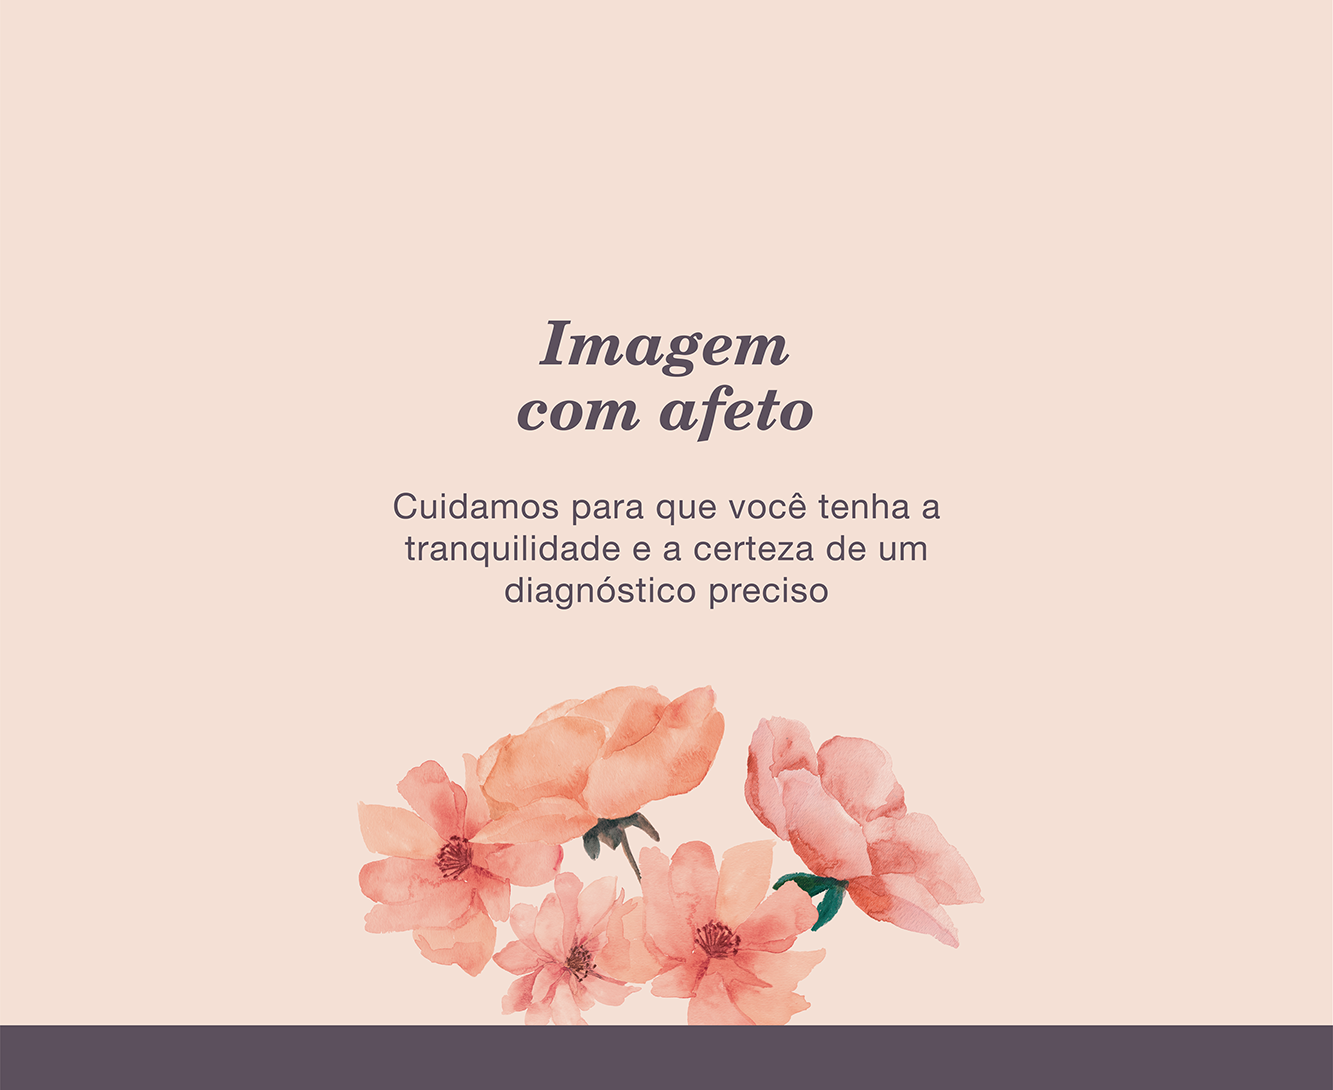 Imagem
com afeto
Cuidamos para que você tenha a
tranquilidade e a certeza de um
diagnóstico preciso